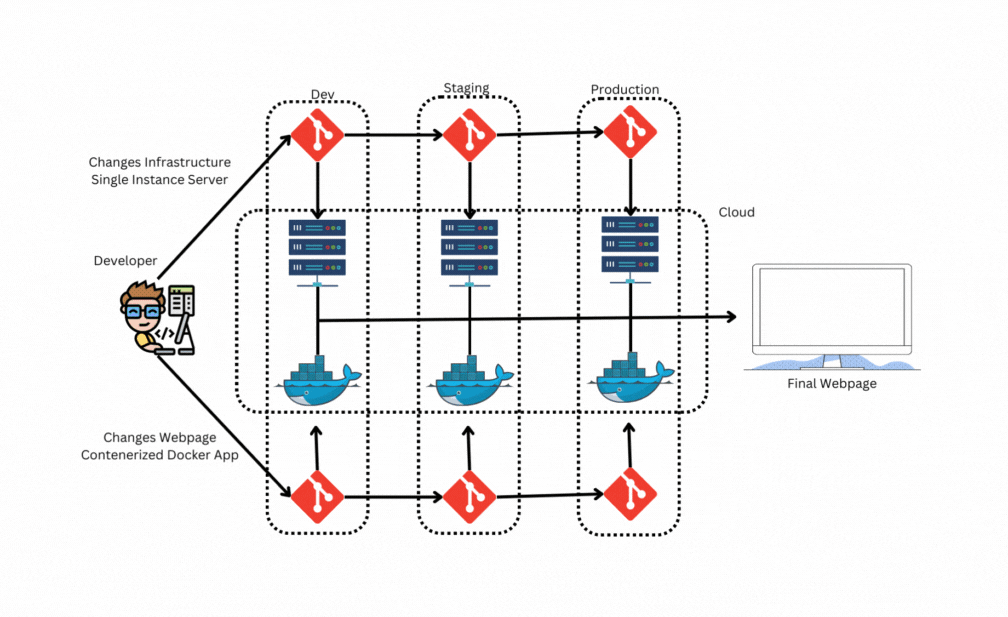 Dev
Staging
Production
Changes Infrastructure
Single Instance Server
Cloud
Developer
</>
Final Webpage
Changes Webpage
Contenerized Docker App